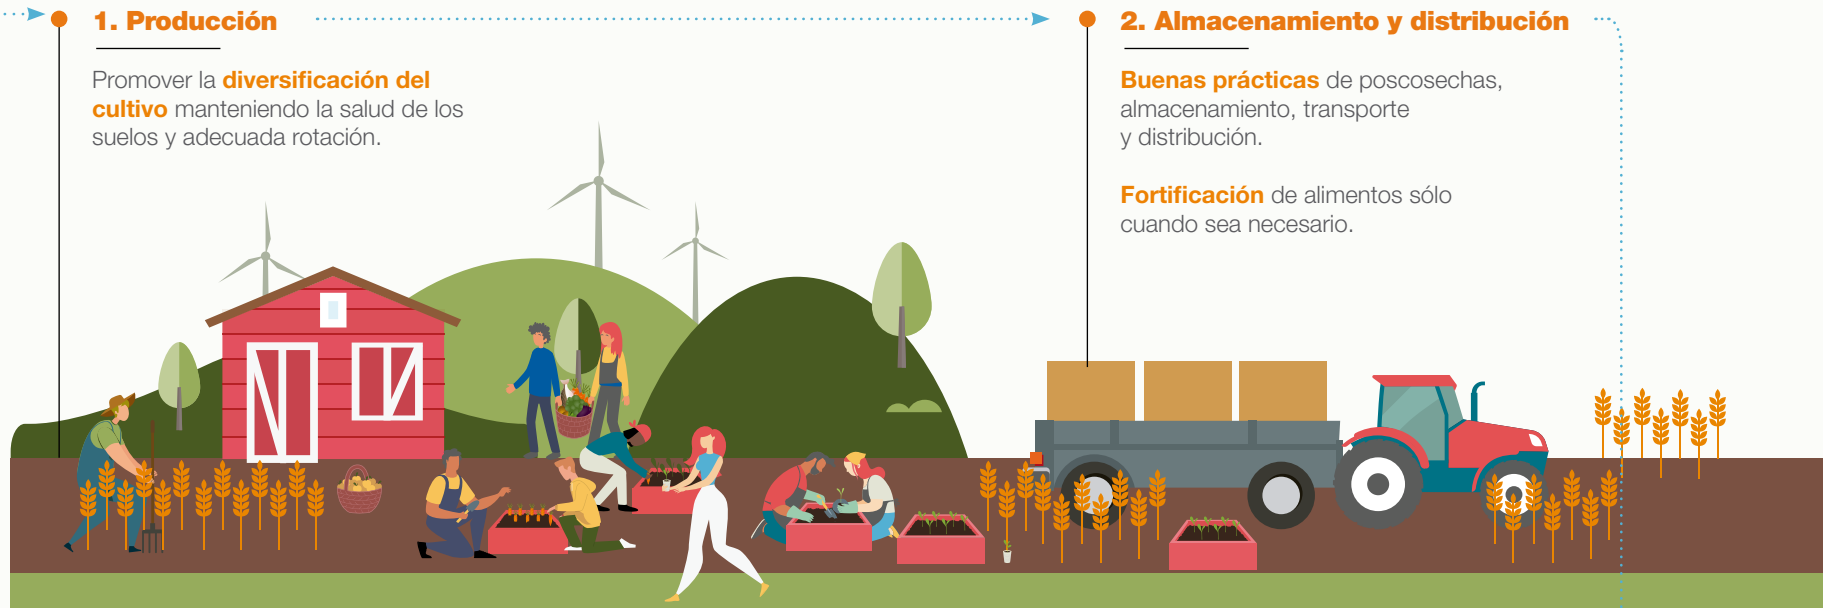 1. Producción
Promover la diversificación del
cultivo manteniendo la salud de los
suelos y adecuada rotación.
2. Almacenamiento y distribución
Buenas prácticas de poscosechas,
almacenamiento, transporte
y distribución.
Fortificación de alimentos sólo
cuando sea necesario.